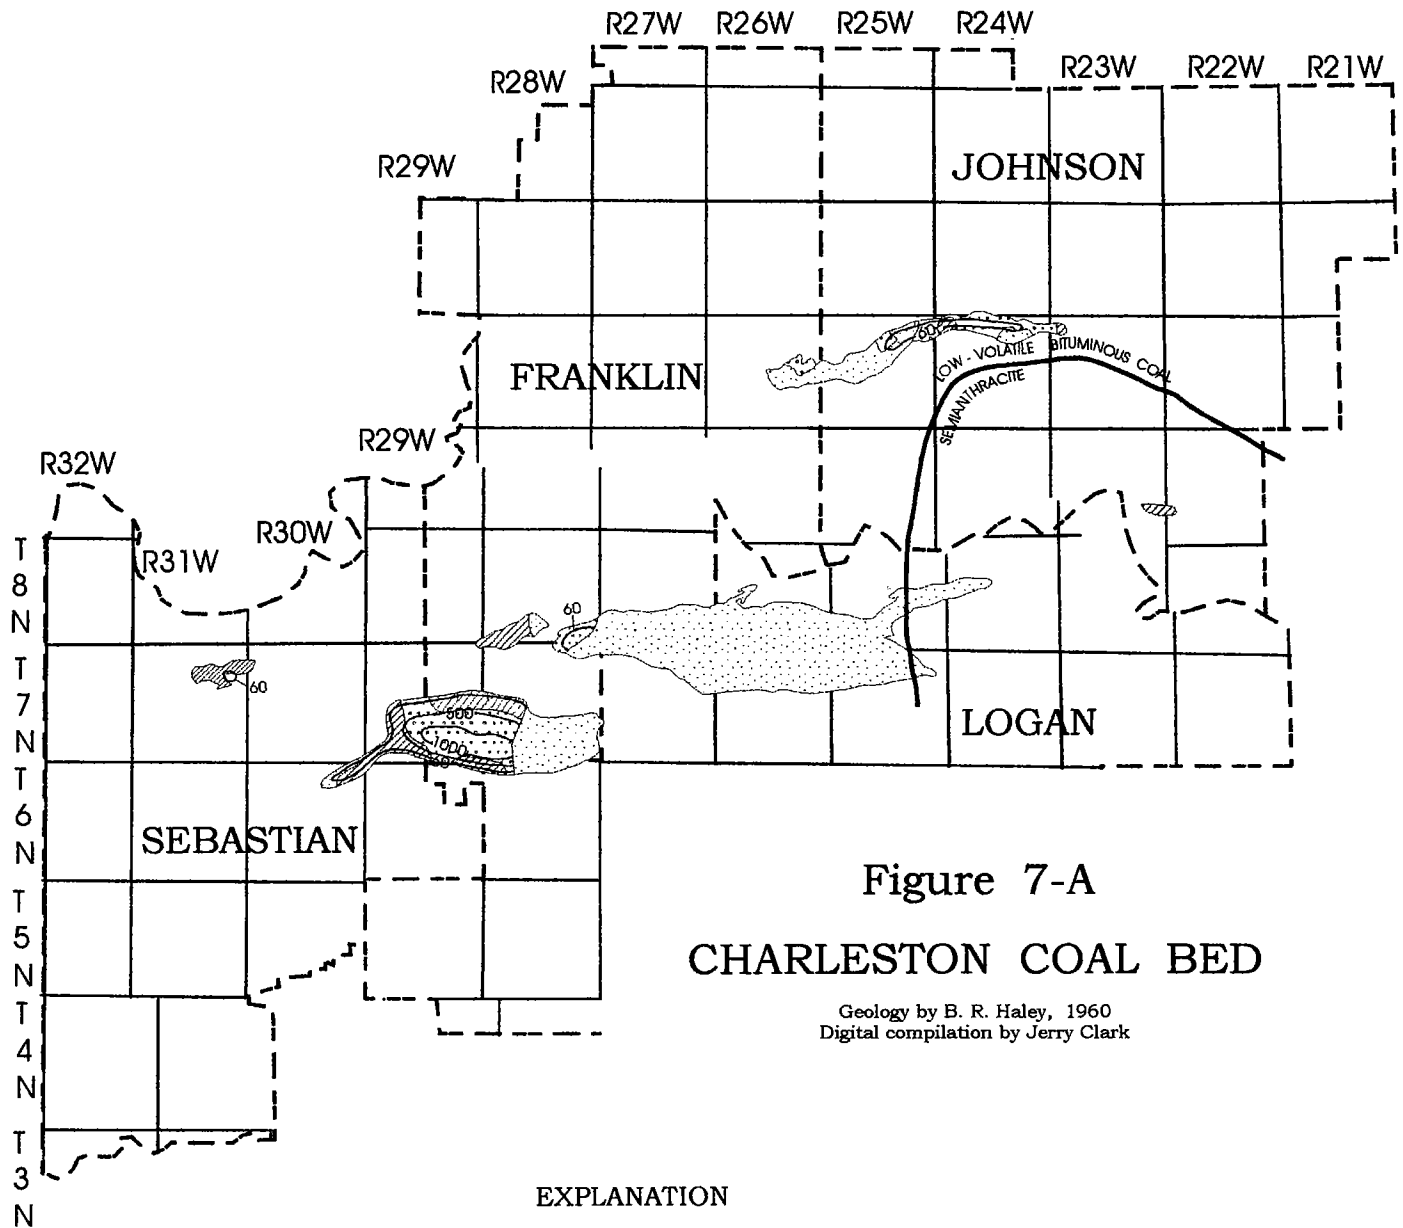 R27W R26W R25W R24W
R28W R23W R22W R21W
R29W
JOHNSON
60
LOW - VOLATILE BITUMINOUS COAL
SEMIANTHRACITE
FRANKLIN
R29W
R32W
R30W
R31W
T
8
N
60
T
7
N
60
500
1000
LOGAN
T
6
N
SEBASTIAN
T
5
N
T
4
N
T
3
N
Figure 7-A
CHARLESTON COAL BED
Geology by B. R. Haley, 1960
Digital compilation by Jerry Clark
EXPLANATION